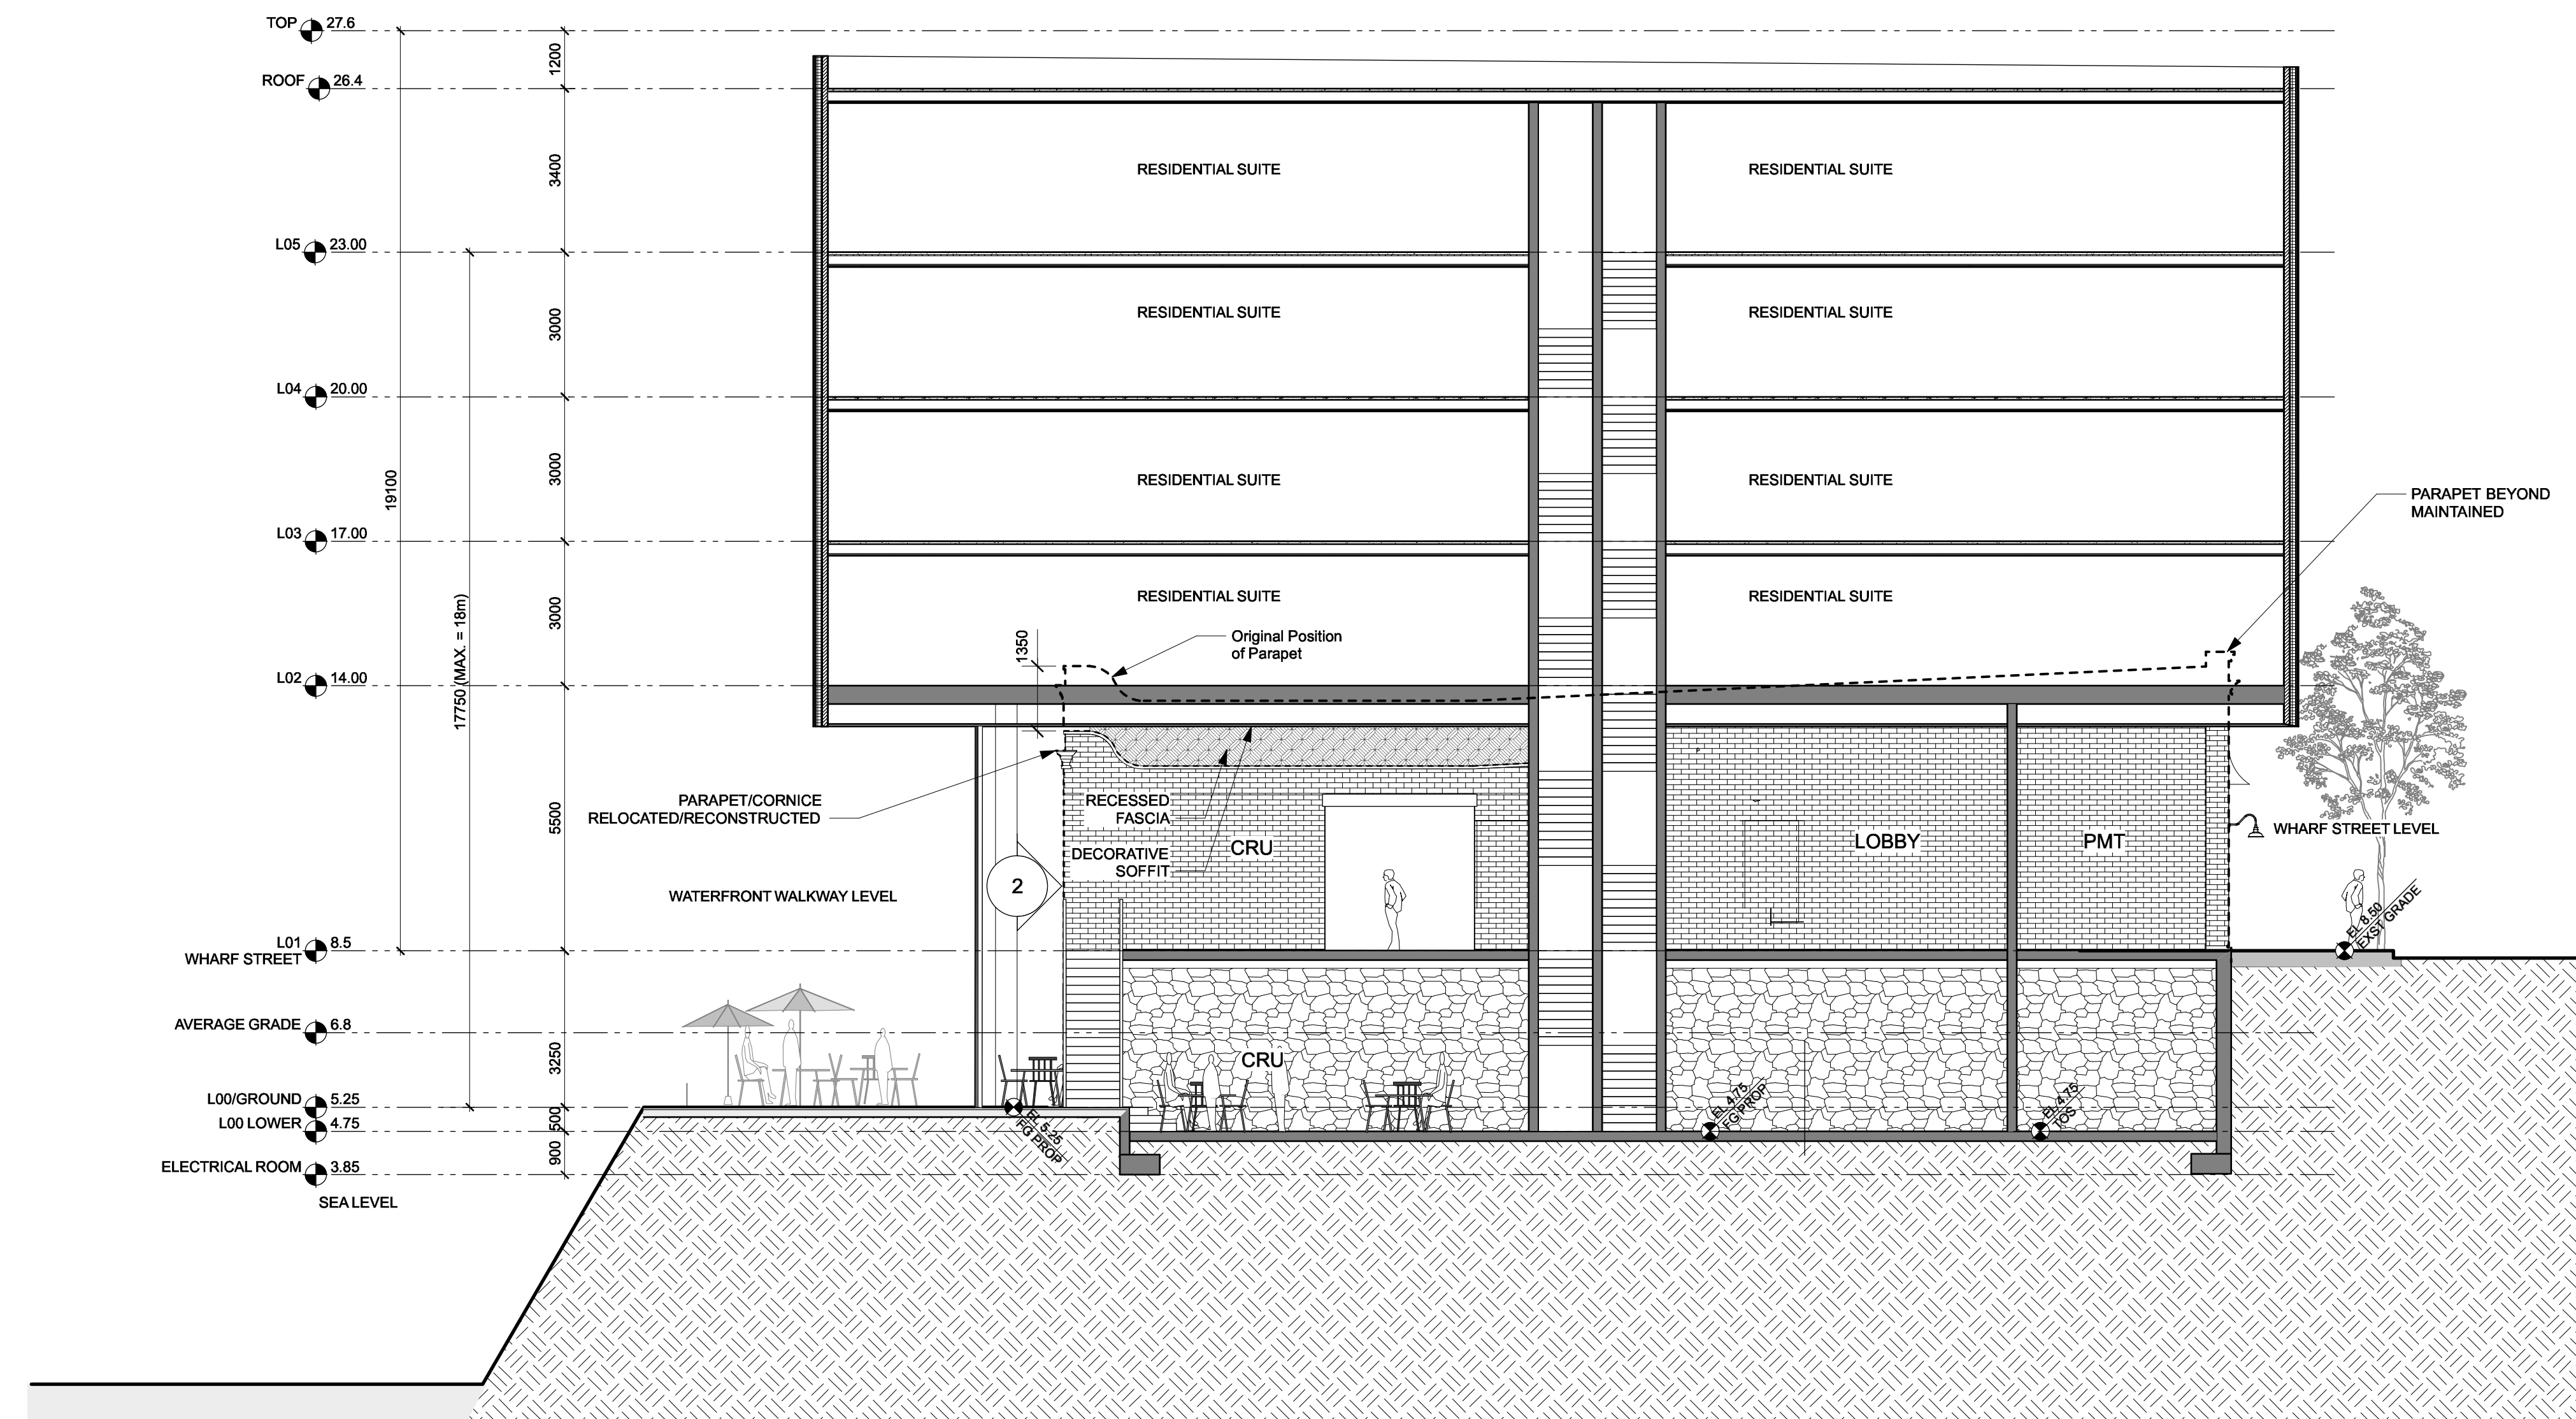 TOP 27.6
1200
ROOF 26.4
3400
RESIDENTIAL SUITE RESIDENTIAL SUITE
L05 23.00
3000
RESIDENTIAL SUITE RESIDENTIAL SUITE
L04 20.00
19100
3000
RESIDENTIAL SUITE RESIDENTIAL SUITE
PARAPET BEYOND
MAINTAINED
L03 17.00
17750 (MAX. = 18m)
3000
RESIDENTIAL SUITE RESIDENTIAL SUITE
1350
Original Position
of Parapet
L02 14.00
5500
PARAPET/CORNICE
RELOCATED/RECONSTRUCTED
RECESSED
FASCIA
DECORATIVE
SOFFIT
CRU
LOBBY
PMT
WHARF STREET LEVEL
2
WATERFRONT WALKWAY LEVEL
EL 8.50
EXST GRADE
L01 8.5
WHARF STREET
AVERAGE GRADE 6.8
3250
CRU
L00/GROUND 5.25
L00 LOWER 4.75
500
EL 5.25
FG PROP
EL 4.75
FG PROP
EL 4.75
TOS
900
ELECTRICAL ROOM 3.85
SEA LEVEL